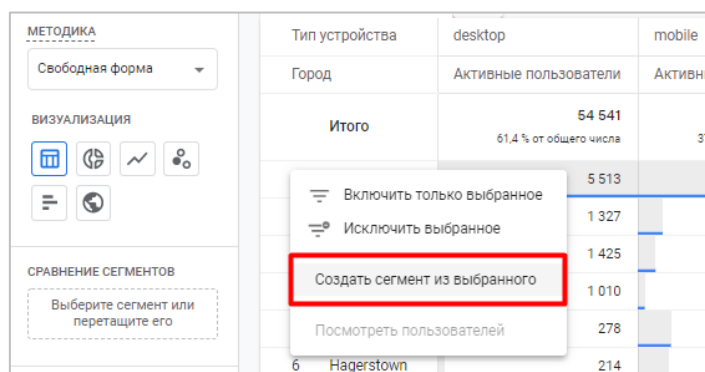 МЕТОДИКА
Свободная форма
ВИЗУАЛИЗАЦИЯ
СРАВНЕНИЕ СЕГМЕНТОВ
Выберите сегмент или
перетащите его
Тип устройства desktop mobile
Город Активные пользователи
Итого 54 541
61,4 % от общего числа
5 513
Включить только выбранное
1 327
Исключить выбранное
1 425
Создать сегмент из выбранного
1 010
Посмотреть пользователей
278
6 Hagerstown 214